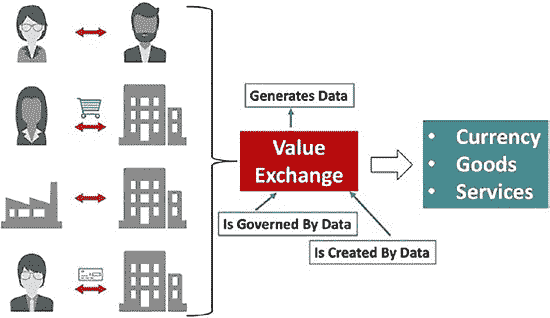 Generates Data
Value
Exchange
Is Governed By Data
Is Created By Data
• Currency
• Goods
• Services